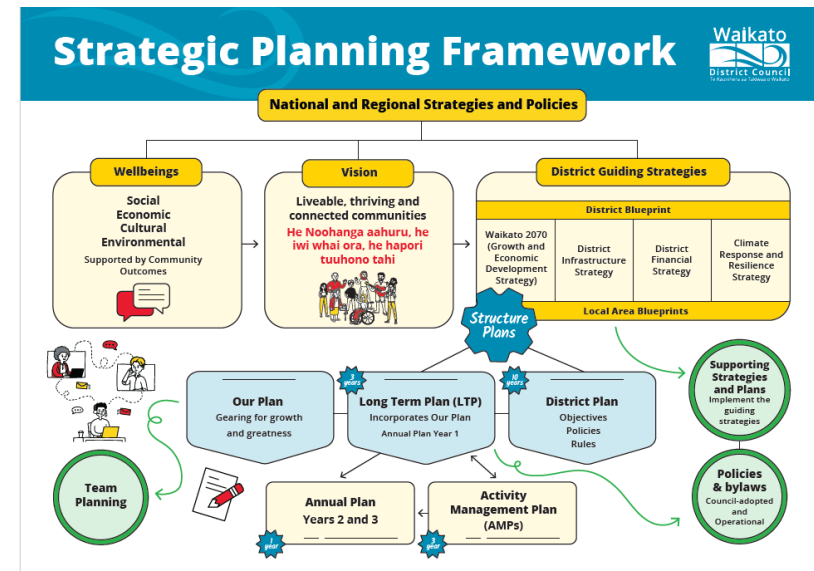 Strategic Planning Framework
Waikato
District Council
Te Kaunihera aa Takiwaa o Waikato
National and Regional Strategies and Policies
Wellbeings
Social
Economic
Cultural
Environmental
Supported by Community
Outcomes
Vision
Liveable, thriving and
connected communities
He Noohanga aahuru, he
iwi whai ora, he hapori
tuuhono tahi
District Guiding Strategies
District Blueprint
Waikato 2070
(Growth and
Economic
Development
Strategy)
District
Infrastructure
Strategy
District
Financial
Strategy
Climate
Response and
Resilience
Strategy
Local Area Blueprints
Structure
Plans
Our Plan
Gearing for growth
and greatness
3
years
Long Term Plan (LTP)
Incorporates Our Plan
Annual Plan Year 1
10
years
District Plan
Objectives
Policies
Rules
Supporting
Strategies
and Plans
Implement the
guiding
strategies
Team
Planning
Annual Plan
Years 2 and 3
1
year
Activity
Management Plan
(AMPs)
3
year
Policies
& bylaws
Council-adopted
and
Operational